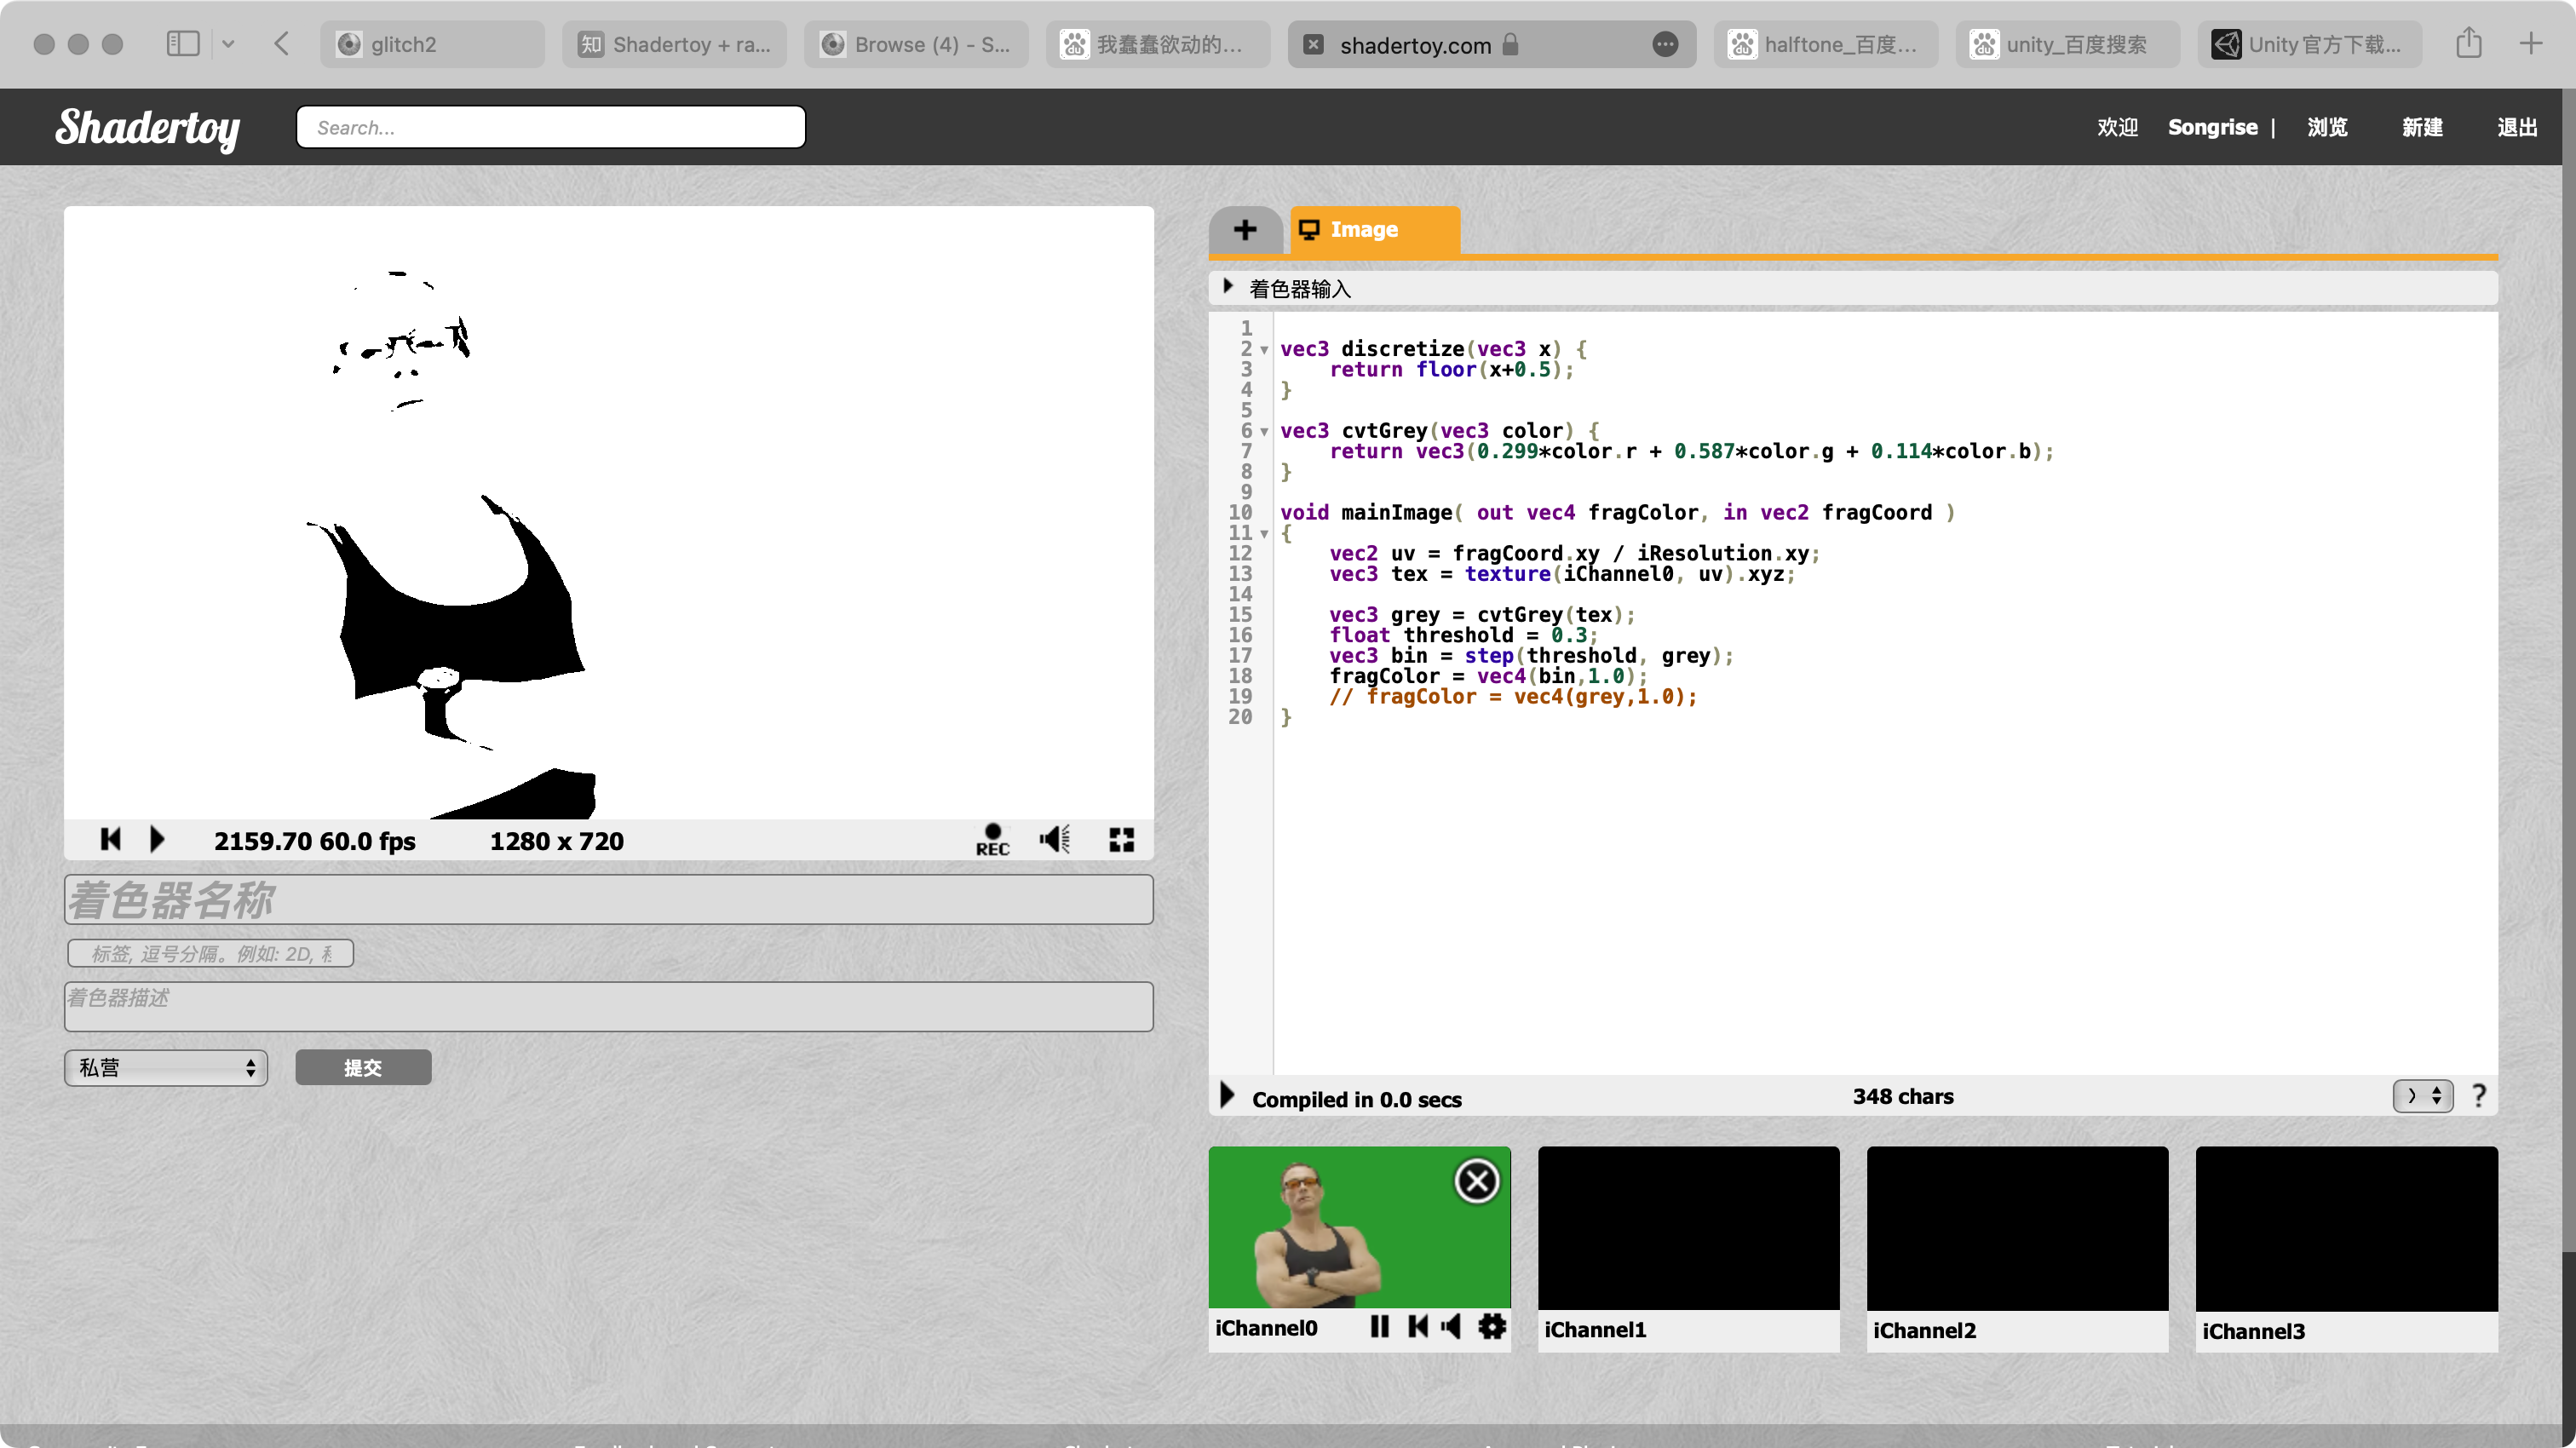 glitch2
Shadertoy + ra...
Browse (4) - S...
我蠢蠢欲动的...
shadertoy.com
halftone_百度...
unity_百度搜索
Unity官方下载...
Shadertoy
Search...
欢迎 Songrise | 浏览 新建 退出
2159.70 60.0 fps 1280 x 720
REC
着色器名称
标签, 逗号分隔。例如: 2D,
着色器描述
私营
提交
+
Image
着色器输入
1
2 vec3 discretize(vec3 x) {
3 return floor(x+0.5);
4 }
5
6 vec3 cvtGrey(vec3 color) {
7 return vec3(0.299*color.r + 0.587*color.g + 0.114*color.b);
8 }
9
10 void mainImage( out vec4 fragColor, in vec2 fragCoord )
11 {
12 vec2 uv = fragCoord.xy / iResolution.xy;
13 vec3 tex = texture(iChannel0, uv).xyz;
14
15 vec3 grey = cvtGrey(tex);
16 float threshold = 0.3;
17 vec3 bin = step(threshold, grey);
18 fragColor = vec4(bin,1.0);
19 // fragColor = vec4(grey,1.0);
20 }
Compiled in 0.0 secs
348 chars
?
iChannel0
iChannel1
iChannel2
iChannel3